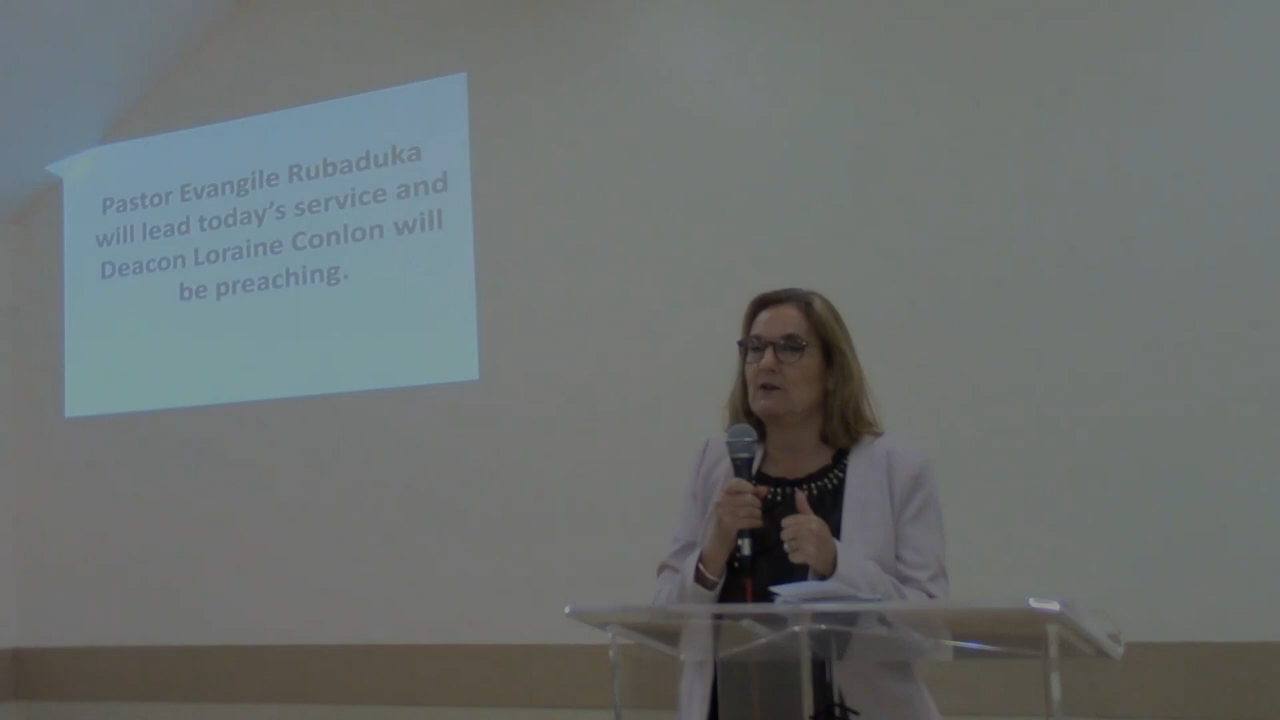 Pastor Evangile Rubaduka
will lead today's service and
Deacon Loraine Conlon will
be preaching.